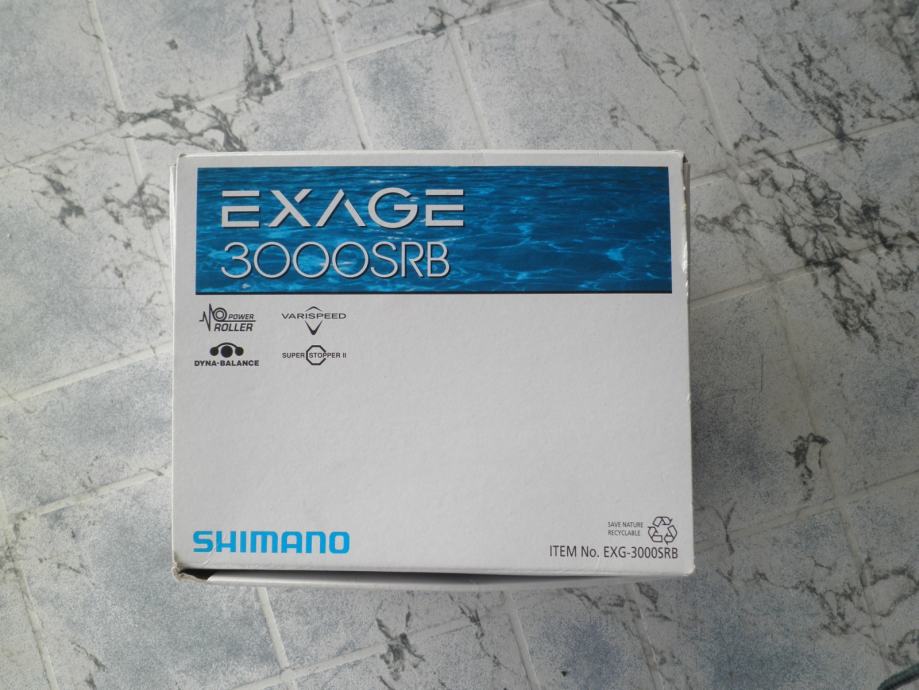 EXAGE
3000SRB
POWER
ROLLER
VARISPEED
DYNA·BALANCE
SUPER STOPPER II
SHIMANO
SAVE NATURE
RECYCLABLE
ITEM No. EXG-3000SRB